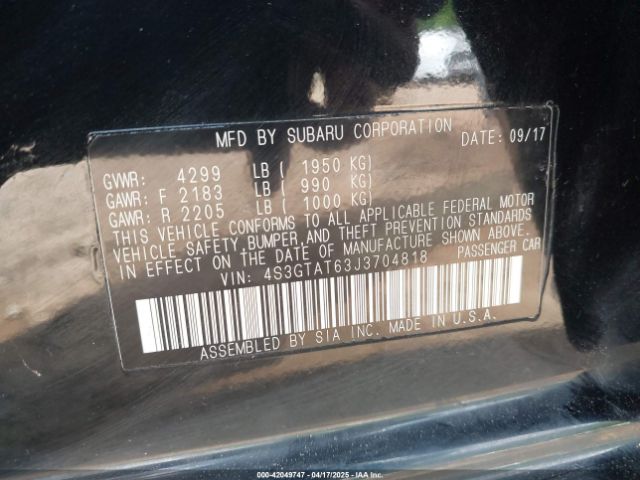 MFD BY SUBARU CORPORATION DATE: 09/17
GVWR: 4299 LB ( 1950 KG)
GAWR: F 2183 LB ( 990 KG)
GAWR: R 2205 LB ( 1000 KG)
THIS VEHICLE CONFORMS TO ALL APPLICABLE FEDERAL MOTOR
VEHICLE SAFETY, BUMPER, AND THEFT PREVENTION STANDARDS
IN EFFECT ON THE DATE OF MANUFACTURE SHOWN ABOVE.
VIN: 4S3GTAT63J3704818 PASSENGER CAR
ASSEMBLED BY SIA INC. MADE IN U.S.A.
000-42049747 - 04/17/2025 - IAA Inc.